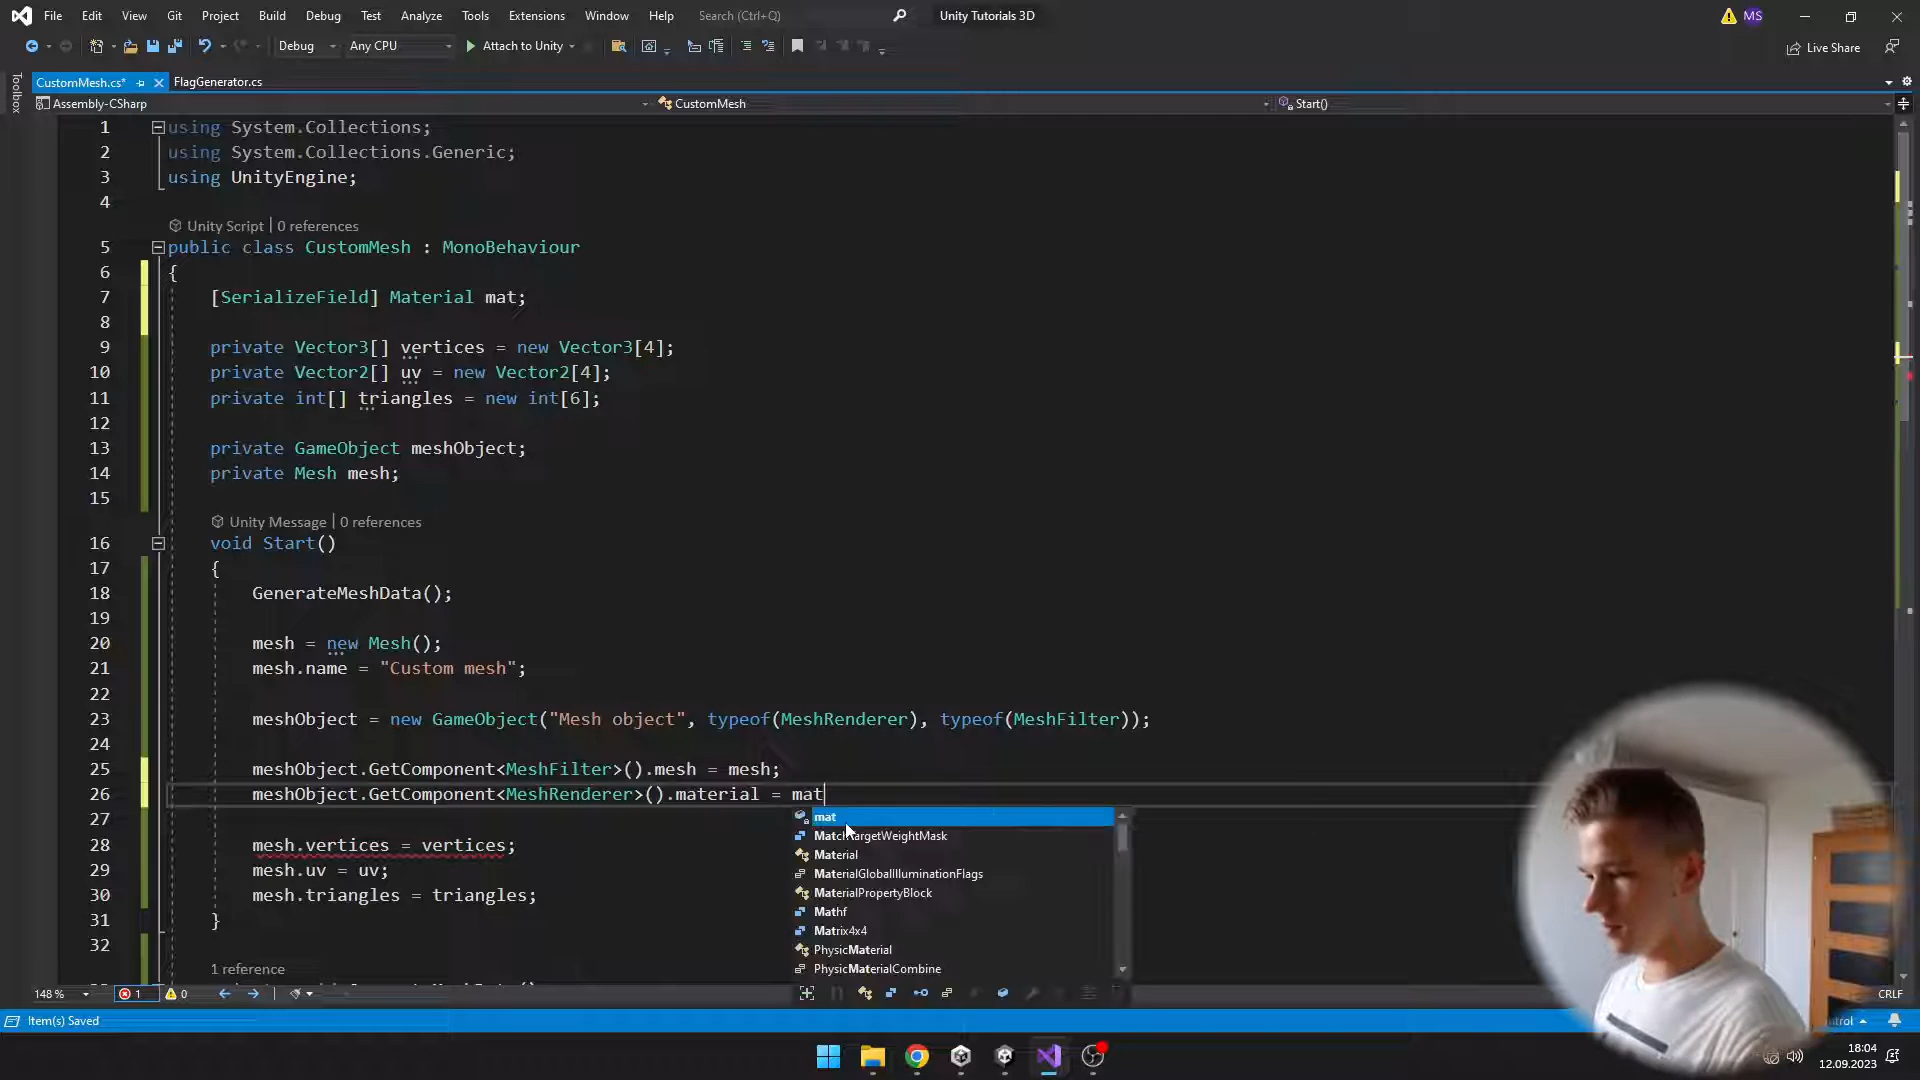 File Edit View Git Project Build Debug Test Analyze Tools Extensions Window Help Search (Ctrl+Q) Unity Tutorials 3D MS
Debug Any CPU Attach to Unity Live Share
Toolbox
CustomMesh.cs* FlagGenerator.cs
Assembly-CSharp CustomMesh Start()
1 using System.Collections;
2 using System.Collections.Generic;
3 using UnityEngine;
4
Unity Script | 0 references
5 public class CustomMesh : MonoBehaviour
6 {
7 [SerializeField] Material mat;
8
9 private Vector3[] vertices = new Vector3[4];
10 private Vector2[] uv = new Vector2[4];
11 private int[] triangles = new int[6];
12
13 private GameObject meshObject;
14 private Mesh mesh;
15
Unity Message | 0 references
16 void Start()
17 {
18 GenerateMeshData();
19
20 mesh = new Mesh();
21 mesh.name = "Custom mesh";
22
23 meshObject = new GameObject("Mesh object", typeof(MeshRenderer), typeof(MeshFilter));
24
25 meshObject.GetComponent<MeshFilter>().mesh = mesh;
26 meshObject.GetComponent<MeshRenderer>().material = mat
27
mat
MatchTargetWeightMask
Material
MaterialGlobalIlluminationFlags
MaterialPropertyBlock
Mathf
Matrix4x4
PhysicMaterial
PhysicMaterialCombine
28 mesh.vertices = vertices;
29 mesh.uv = uv;
30 mesh.triangles = triangles;
31 }
32
1 reference
148 % 1 0 CRLF
Item(s) Saved
18:04
12.09.2023